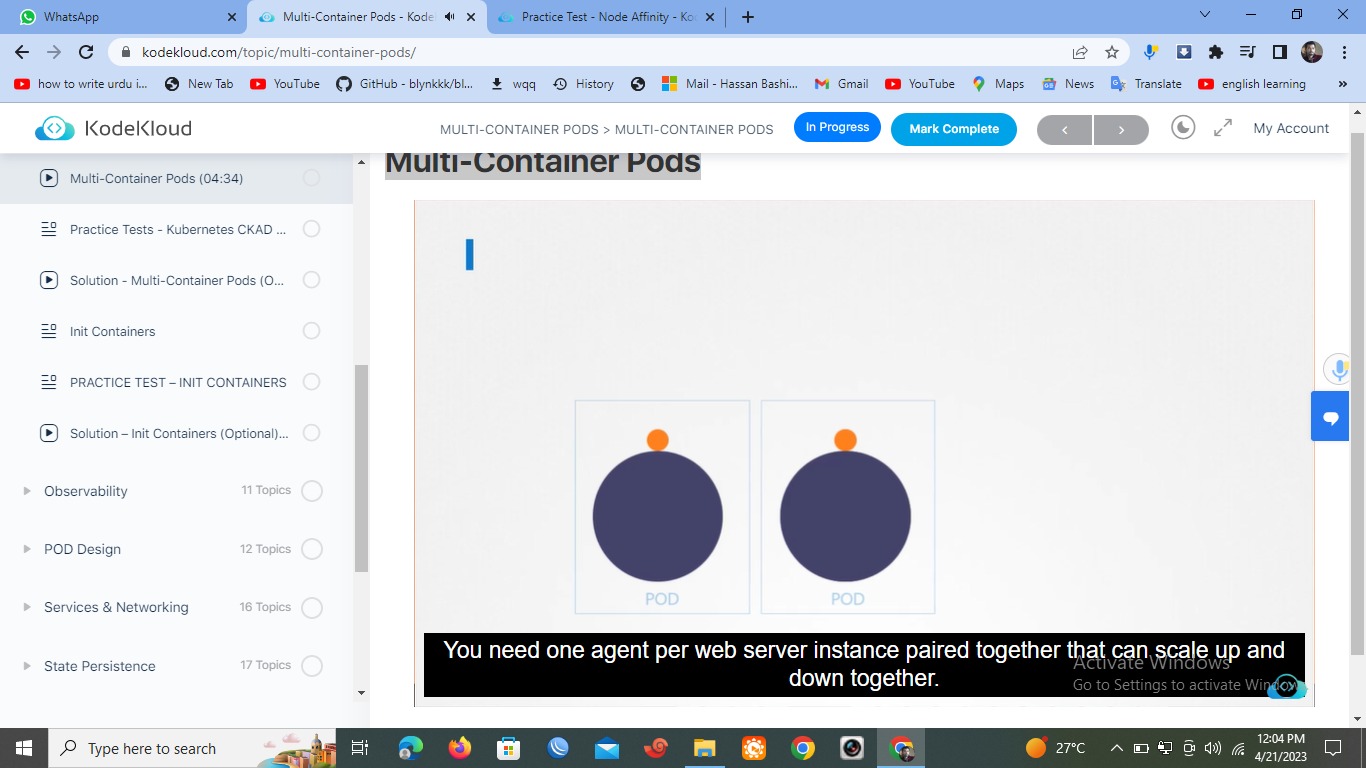 WhatsApp
Multi-Container Pods - Kodel
Practice Test - Node Affinity - Ko
kodekloud.com/topic/multi-container-pods/
how to write urdu i...
New Tab
YouTube
GitHub - blynkkk/bl...
wqq
History
Mail - Hassan Bashi...
Gmail
YouTube
Maps
News
Translate
english learning
»
KodeKloud
MULTI-CONTAINER PODS > MULTI-CONTAINER PODS
In Progress
Mark Complete
My Account
Multi-Container Pods (04:34)
Practice Tests - Kubernetes CKAD ...
Solution - Multi-Container Pods (O...
Init Containers
PRACTICE TEST – INIT CONTAINERS
Solution – Init Containers (Optional)...
Observability
11 Topics
POD Design
12 Topics
Services & Networking
16 Topics
State Persistence
17 Topics
Multi-Container Pods
POD
POD
You need one agent per web server instance paired together that can scale up and
down together.
Activate Windows
Go to Settings to activate Windows.
Type here to search
27°C
12:04 PM
4/21/2023